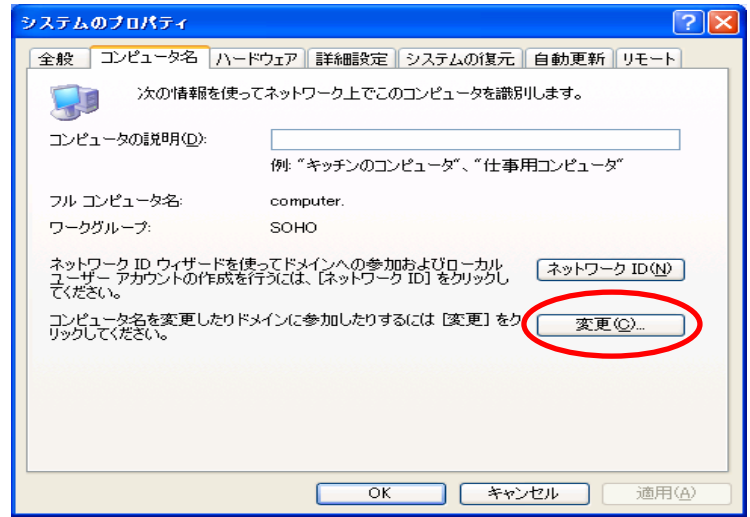 システムのプロパティ
全般 コンピュータ名 ハードウェア 詳細設定 システムの復元 自動更新 リモート
次の情報を使ってネットワーク上でこのコンピュータを識別します。
コンピュータの説明(D):
例: "キッチンのコンピュータ"、"仕事用コンピュータ"
フル コンピュータ名: computer.
ワークグループ: SOHO
ネットワーク ID ウィザードを使ってドメインへの参加およびローカル
ユーザー アカウントの作成を行うには、[ネットワーク ID] をクリックし
てください。
ネットワーク ID(N)
コンピュータ名を変更したりドメインに参加したりするには [変更] をク
リックしてください。
変更(C)...
OK キャンセル 適用(A)